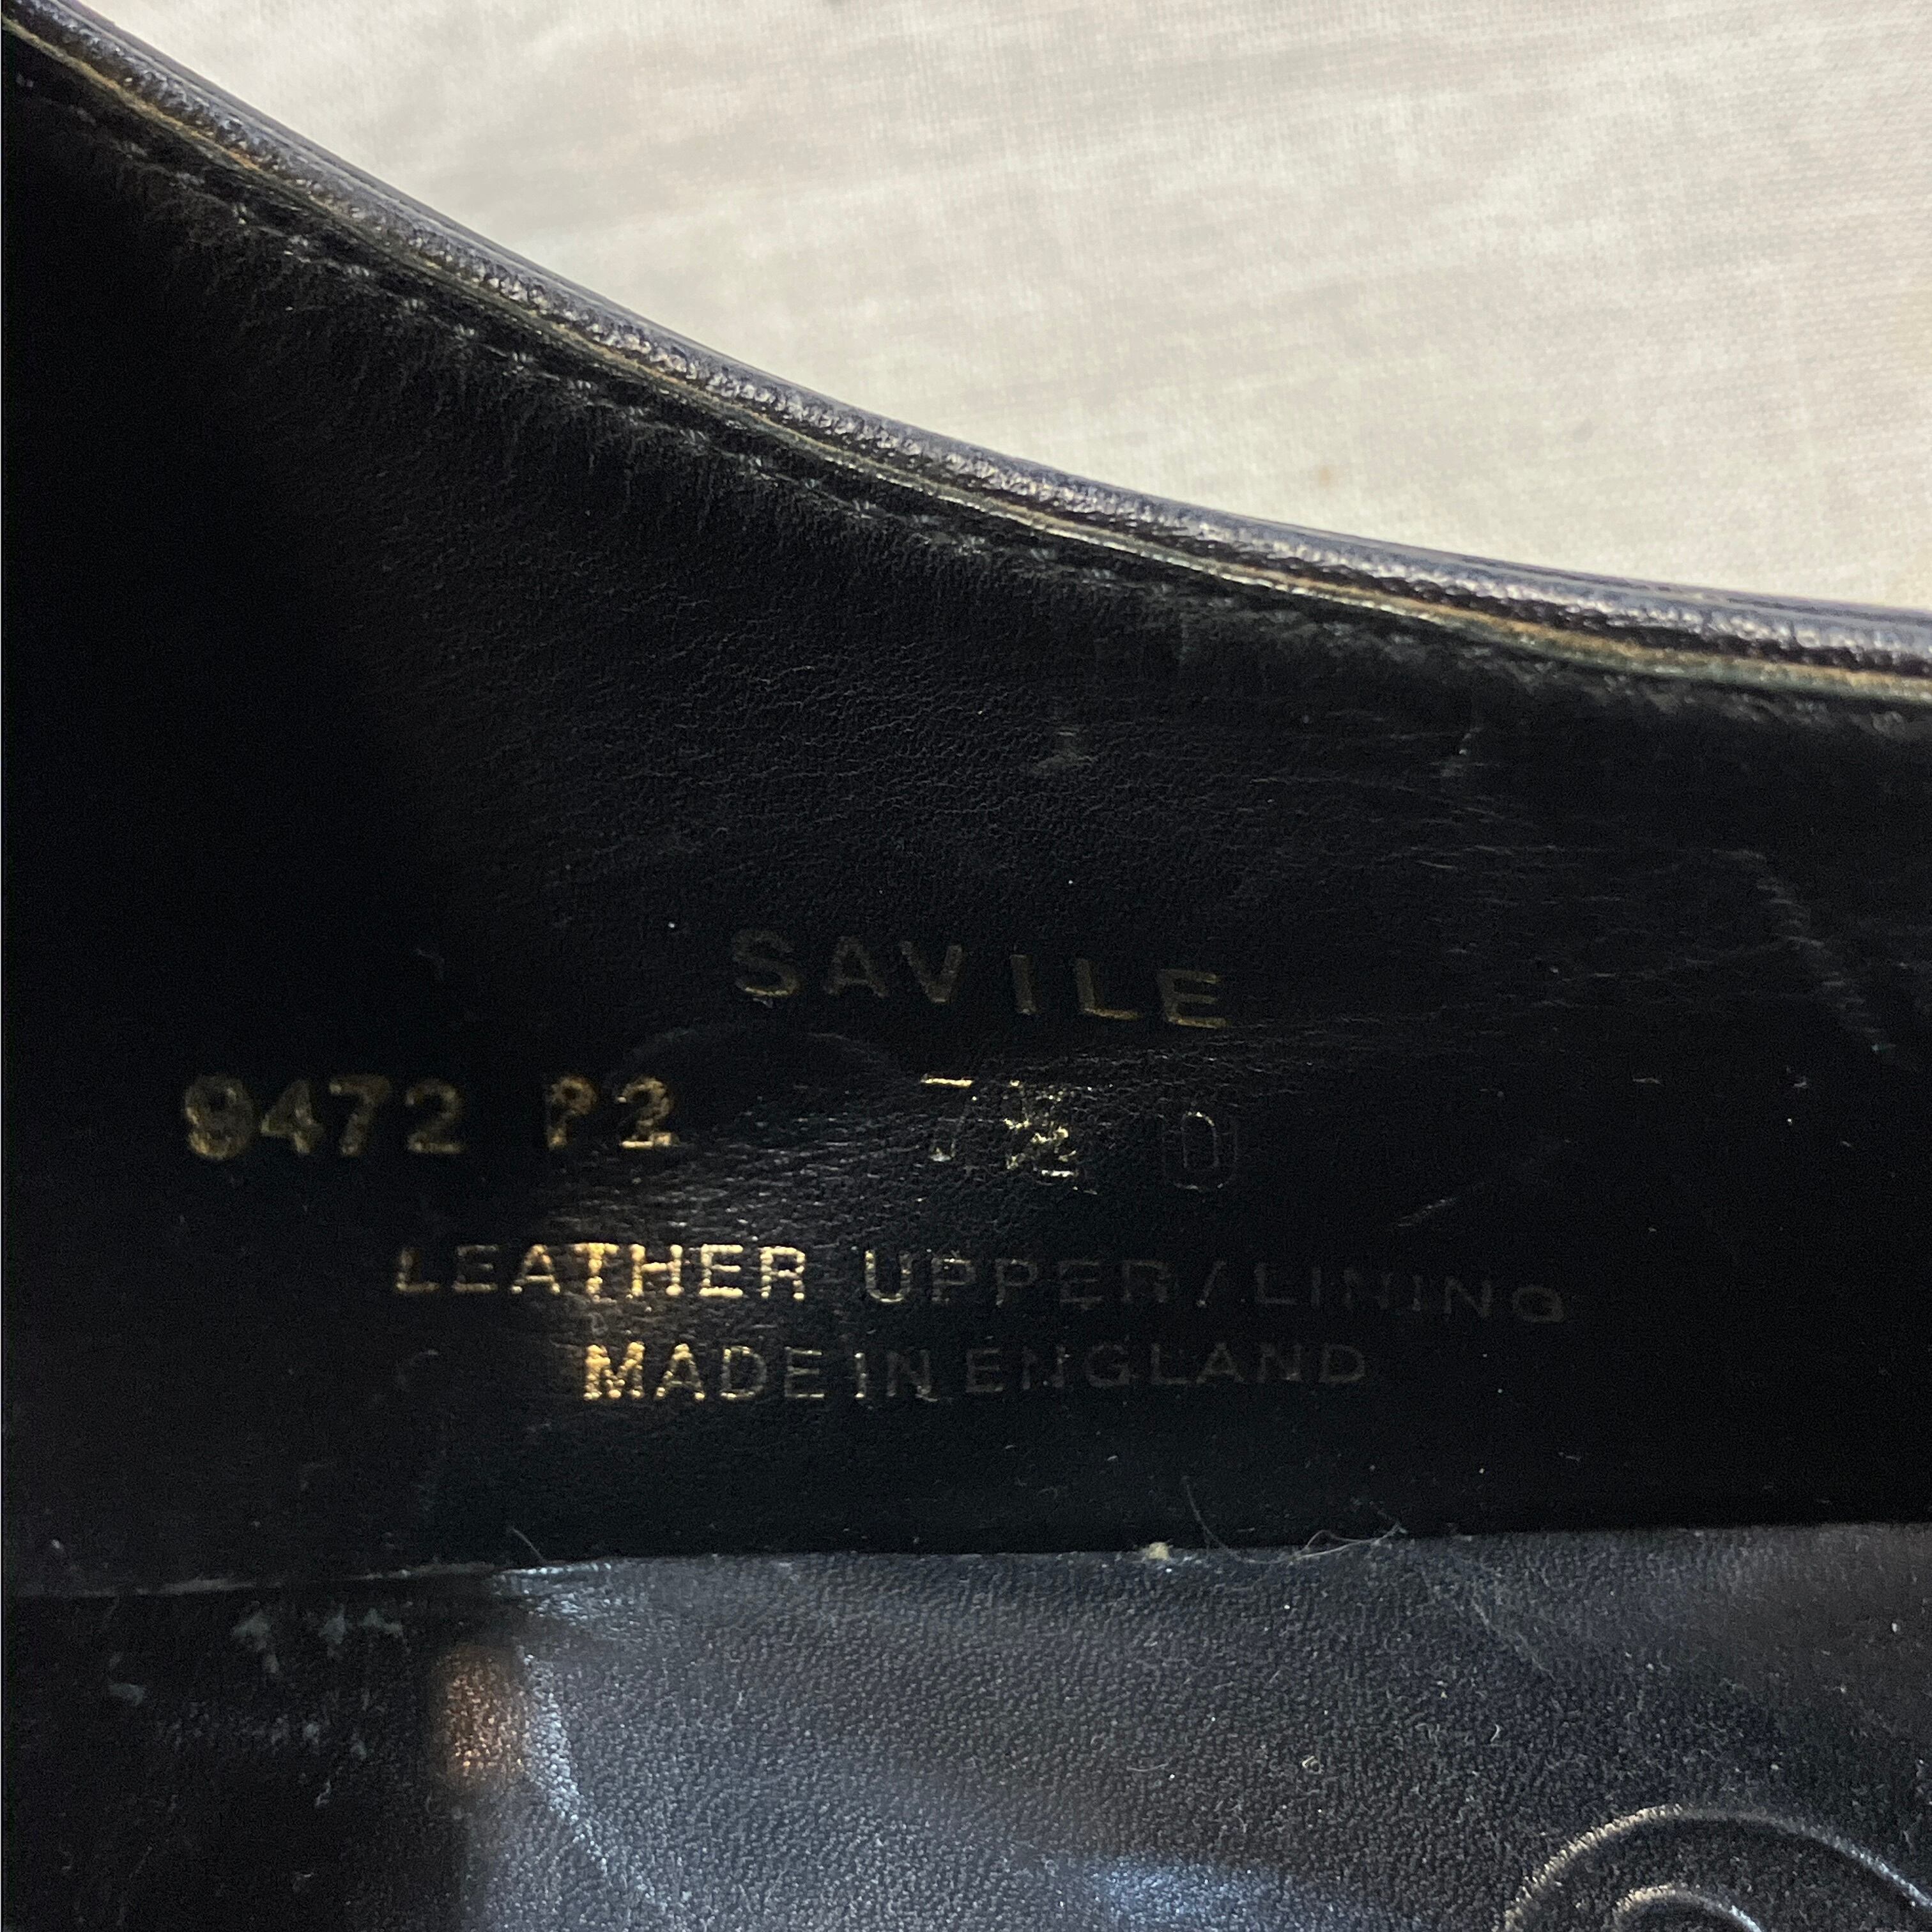 SAVILE
9472 P2 7½ D
LEATHER UPPER/LINING
MADE IN ENGLAND